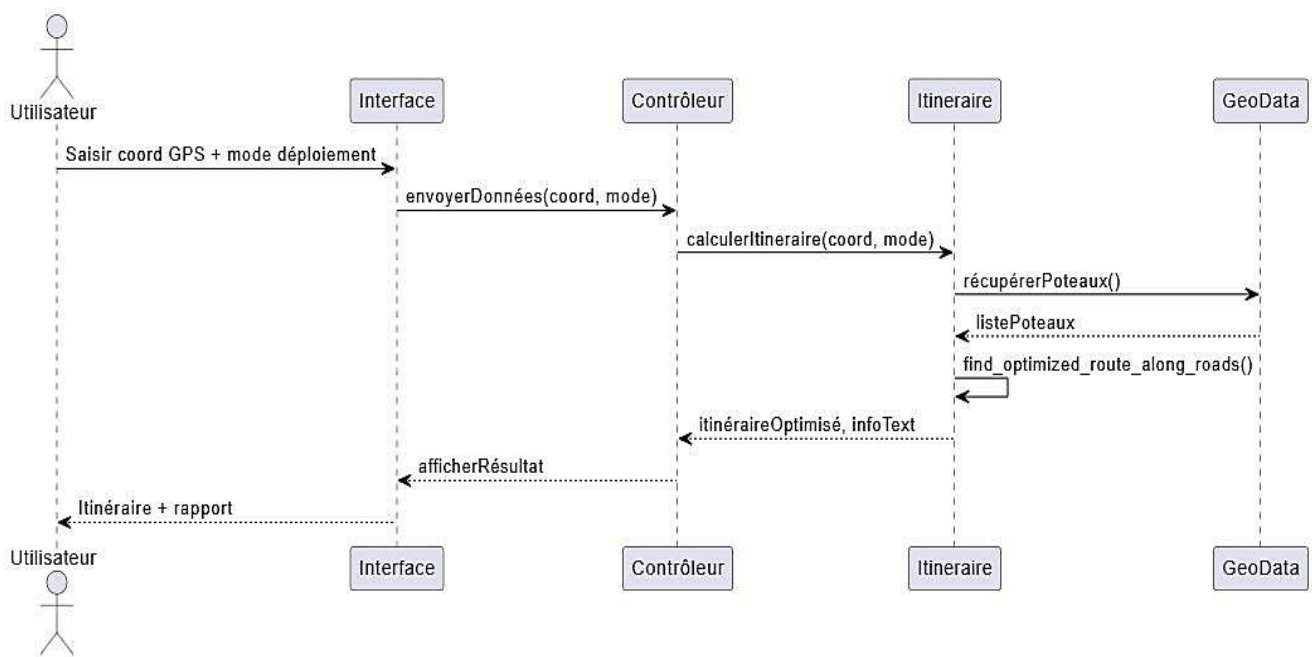 Utilisateur
Interface
Contrôleur
Itineraire
GeoData
Saisir coord GPS + mode déploiement
envoyerDonnées(coord, mode)
calculerItineraire(coord, mode)
récupérerPoteaux()
listePoteaux
find_optimized_route_along_roads()
itinéraireOptimisé, infoText
afficherRésultat
Itinéraire + rapport
Utilisateur
Interface
Contrôleur
Itineraire
GeoData